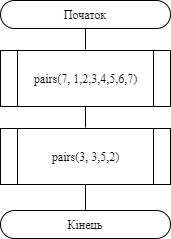 Початок
pairs(7, 1,2,3,4,5,6,7)
pairs(3, 3,5,2)
Кінець